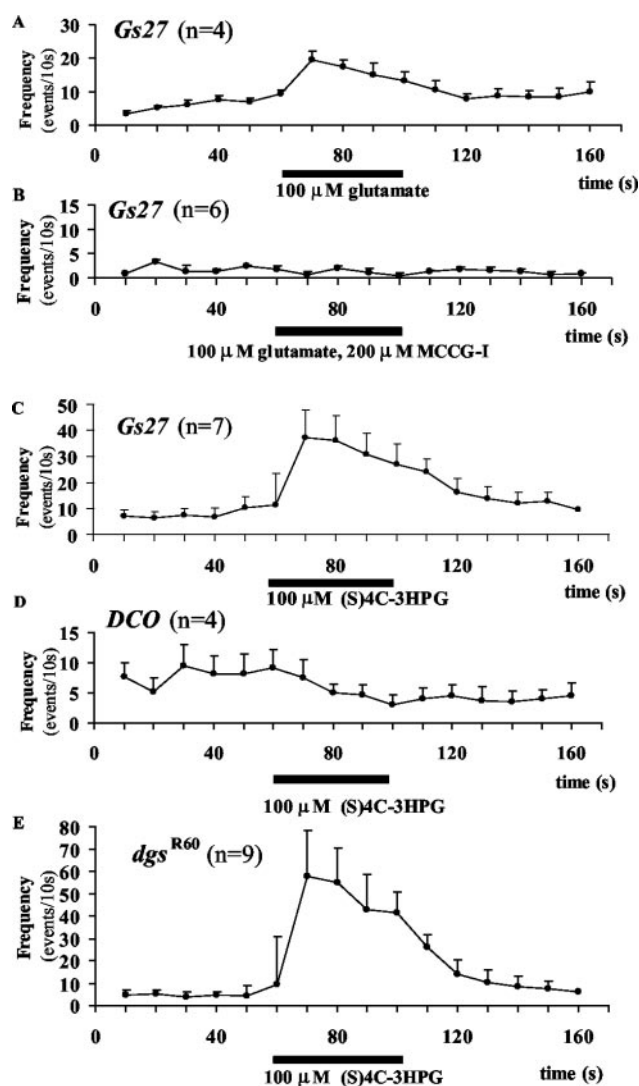 A
Gs27 (n=4)
Frequency
(events/10s)
30
20
10
0
0 40 80 120 160
100 μM glutamate
time (s)
B
Gs27 (n=6)
Frequency
(events/10s)
15
10
5
0
0 40 80 120 160
time (s)
100 μM glutamate, 200 μM MCCG-I
C
Gs27 (n=7)
Frequency
(events/10s)
50
40
30
20
10
0
0 40 80 120 160
100 μM (S)4C-3HPG
time (s)
D
DCO (n=4)
Frequency
(events/10s)
15
10
5
0
0 40 80 120 160
time (s)
100 μM (S)4C-3HPG
E
dgs R60 (n=9)
Frequency
(events/10s)
80
70
60
50
40
30
20
10
0
0 40 80 120 160
time (s)
100 μM (S)4C-3HPG